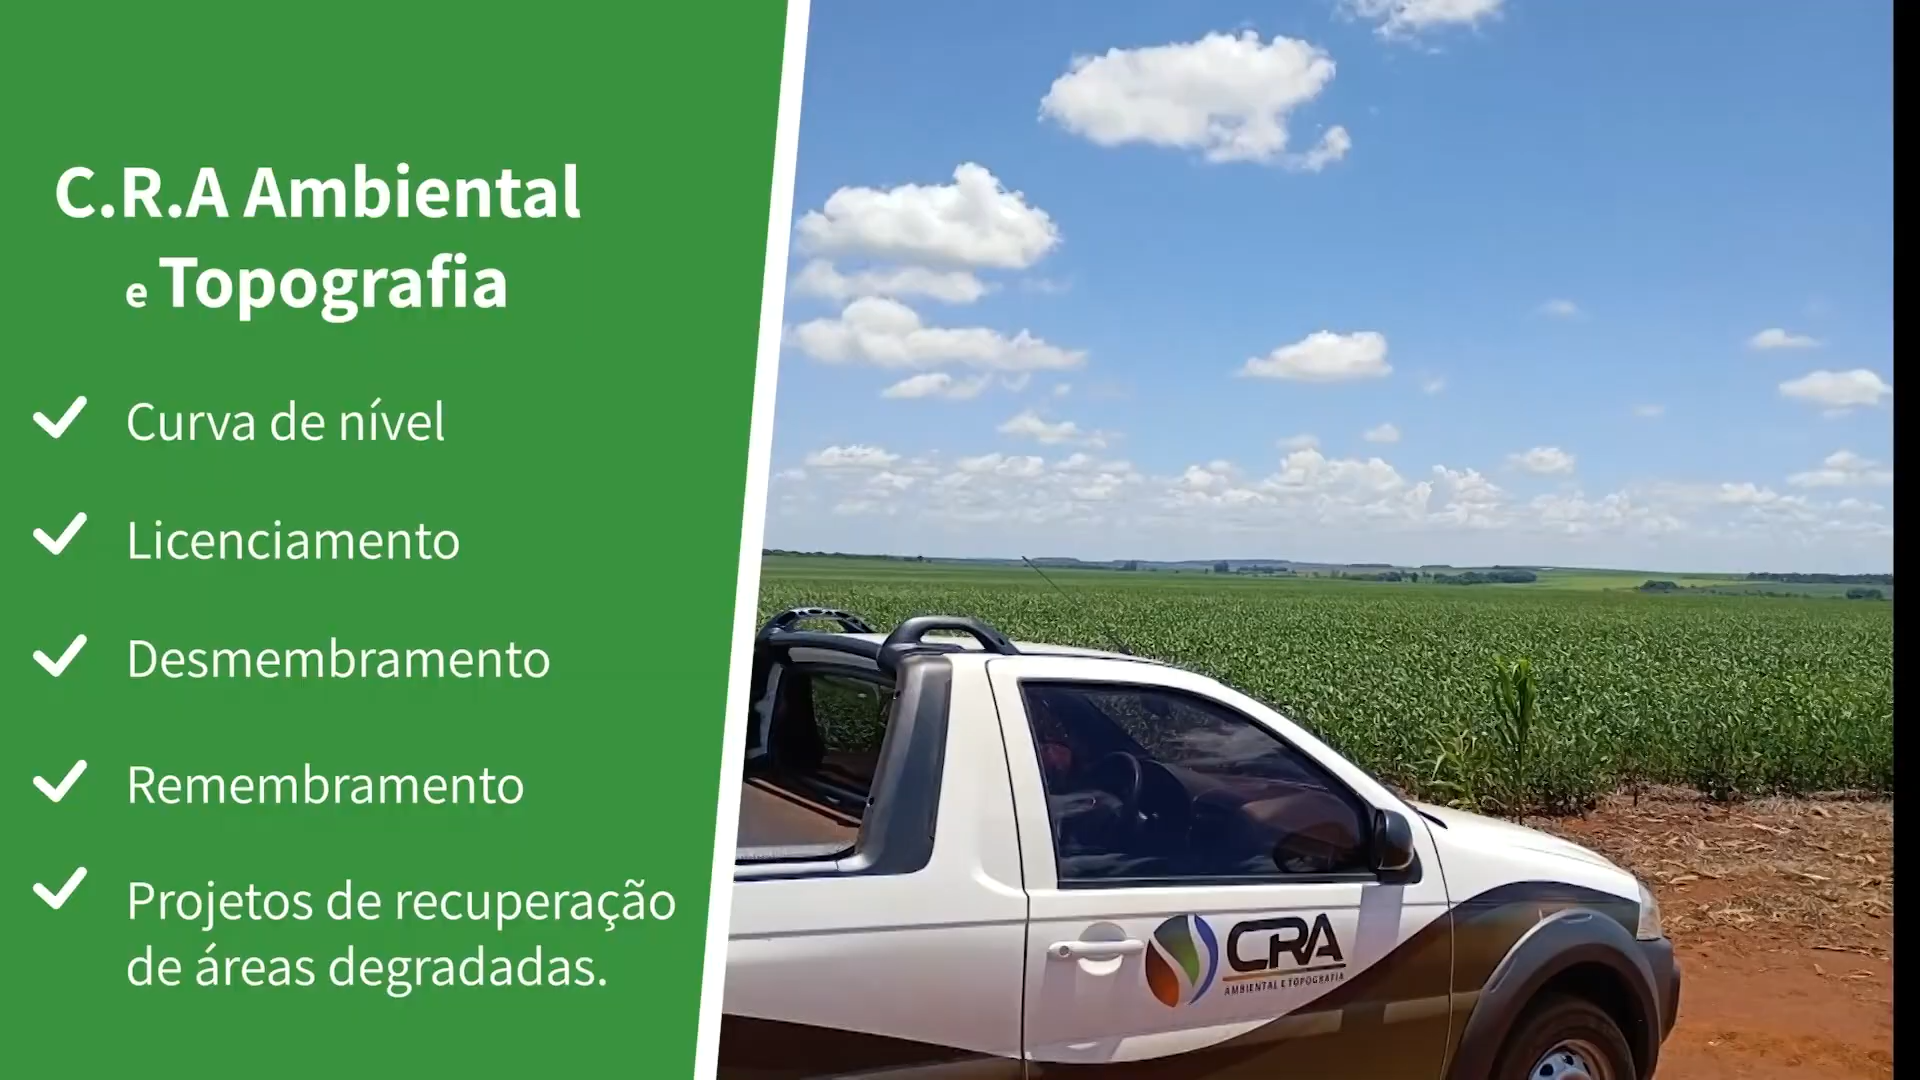 C.R.A Ambiental
e Topografia
Curva de nível
Licenciamento
Desmembramento
Remembramento
Projetos de recuperação
de áreas degradadas.
CRA
AMBIENTAL E TOPOGRAFIA